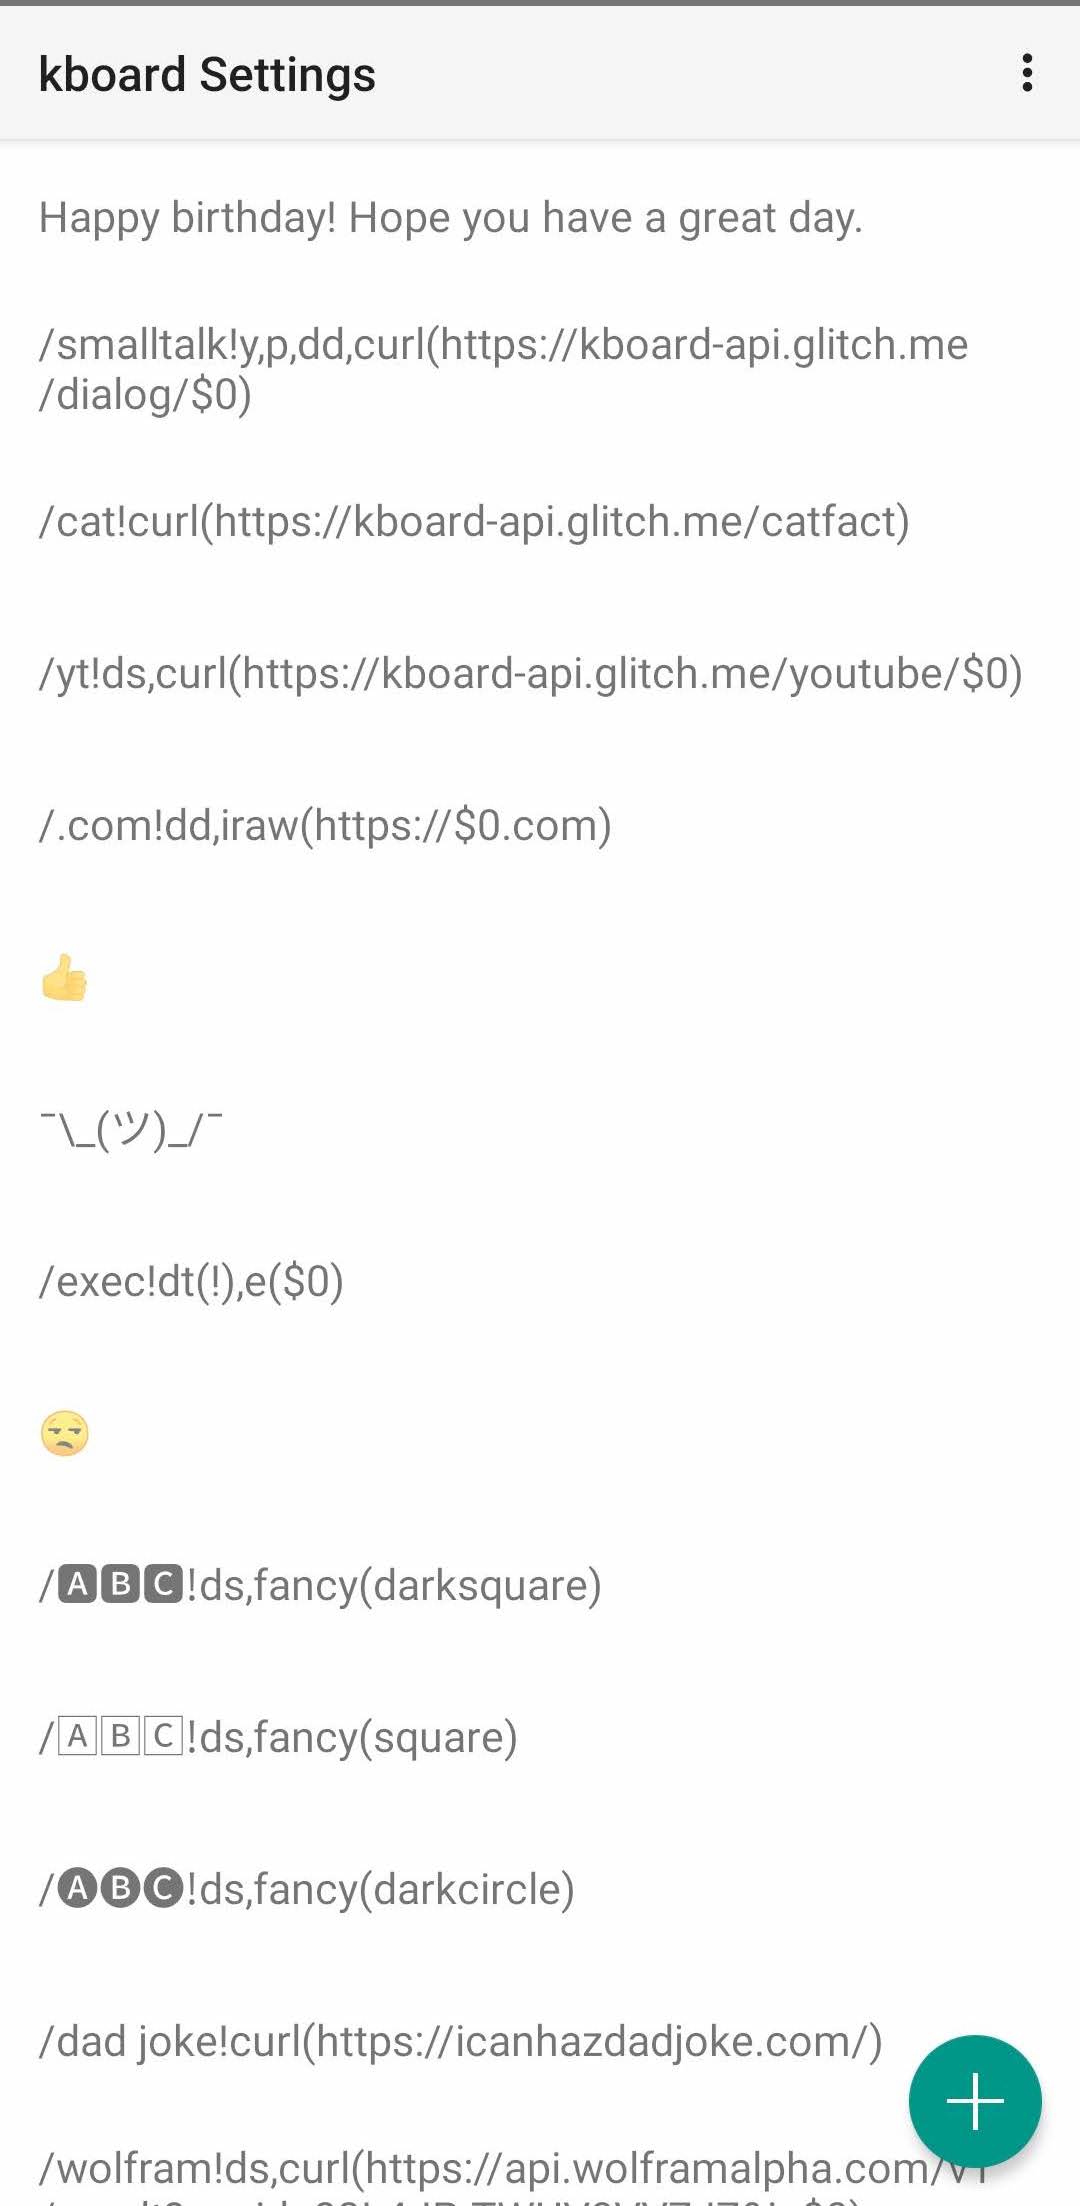 kboard Settings
Happy birthday! Hope you have a great day.
/smalltalk!y,p,dd,curl(https://kboard-api.glitch.me
/dialog/$0)
/cat!curl(https://kboard-api.glitch.me/catfact)
/yt!ds,curl(https://kboard-api.glitch.me/youtube/$0)
/.com!dd,iraw(https://$0.com)
👍
¯\_(ツ)_/¯
/exec!dt(!),e($0)
😒
/🅰🅱🅲!ds,fancy(darksquare)
/🄰🄱🄲!ds,fancy(square)
/🅐🅑🅒!ds,fancy(darkcircle)
/dad joke!curl(https://icanhazdadjoke.com/)
/wolfram!ds,curl(https://api.wolframalpha.com/v1